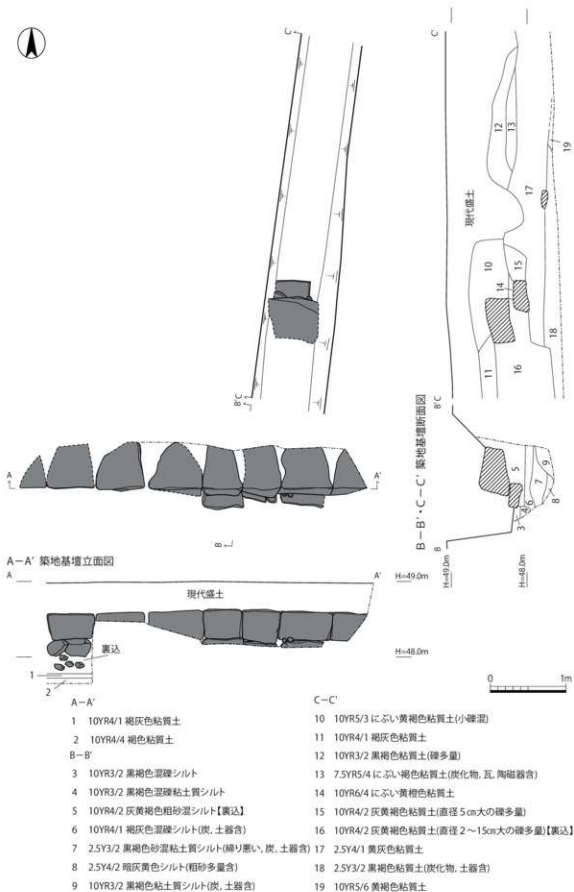 C
C'
12
13
19
17
現代盛土
10
15
14
11
16
18
B'C
B'C'
A
A'
B
5
9
7
6
8
4
3
B
B-B'・C-C' 築地基壇断面図
H=49.0m
H=48.0m
A-A' 築地基壇立面図
A
A'
H=49.0m
現代盛土
裏込
H=48.0m
1
2
0
1m
A-A'
1 10YR4/1 褐灰色粘質土
2 10YR4/4 褐色粘質土
B-B'
3 10YR3/2 黒褐色混礫シルト
4 10YR3/2 黒褐色混礫粘土質シルト
5 10YR4/2 灰黄褐色粗砂混シルト【裏込】
6 10YR4/1 褐灰色混礫シルト(炭、土器含)
7 2.5Y3/2 黒褐色砂混粘土質シルト(締り悪い、炭、土器含)
8 2.5Y4/2 暗灰黄色シルト(粗砂多量含)
9 10YR3/2 黒褐色粘土質シルト(炭、土器含)
C-C'
10 10YR5/3 にぶい黄褐色粘質土(小礫混)
11 10YR4/1 褐灰色粘質土
12 10YR3/2 黒褐色粘質土(礫多量)
13 7.5YR5/4 にぶい褐色粘質土(炭化物、瓦、陶磁器含)
14 10YR6/4 にぶい黄橙色粘質土
15 10YR4/2 灰黄褐色粘質土(直径5㎝大の礫多量)
16 10YR4/2 灰黄褐色粘質土(直径2〜15㎝大の礫多量)【裏込】
17 2.5Y4/1 黄灰色粘質土
18 2.5Y3/2 黒褐色粘質土(炭化物、土器含)
19 10YR5/6 黄褐色粘質土